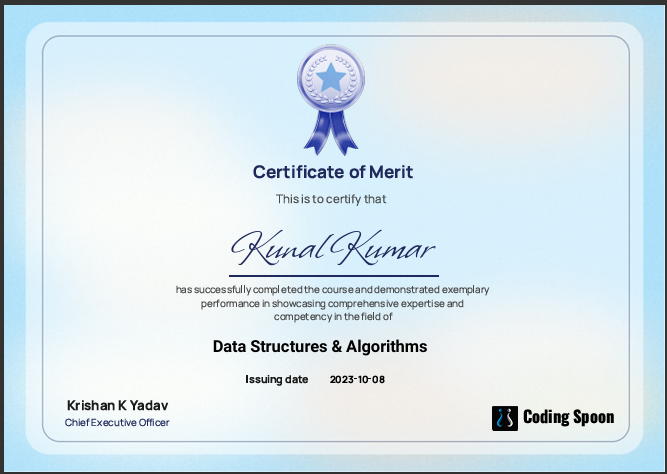 Certificate of Merit
This is to certify that
Kunal Kumar
has successfully completed the course and demonstrated exemplary
performance in showcasing comprehensive expertise and
competency in the field of
Data Structures & Algorithms
Issuing date 2023-10-08
Krishan K Yadav
Chief Executive Officer
Coding Spoon